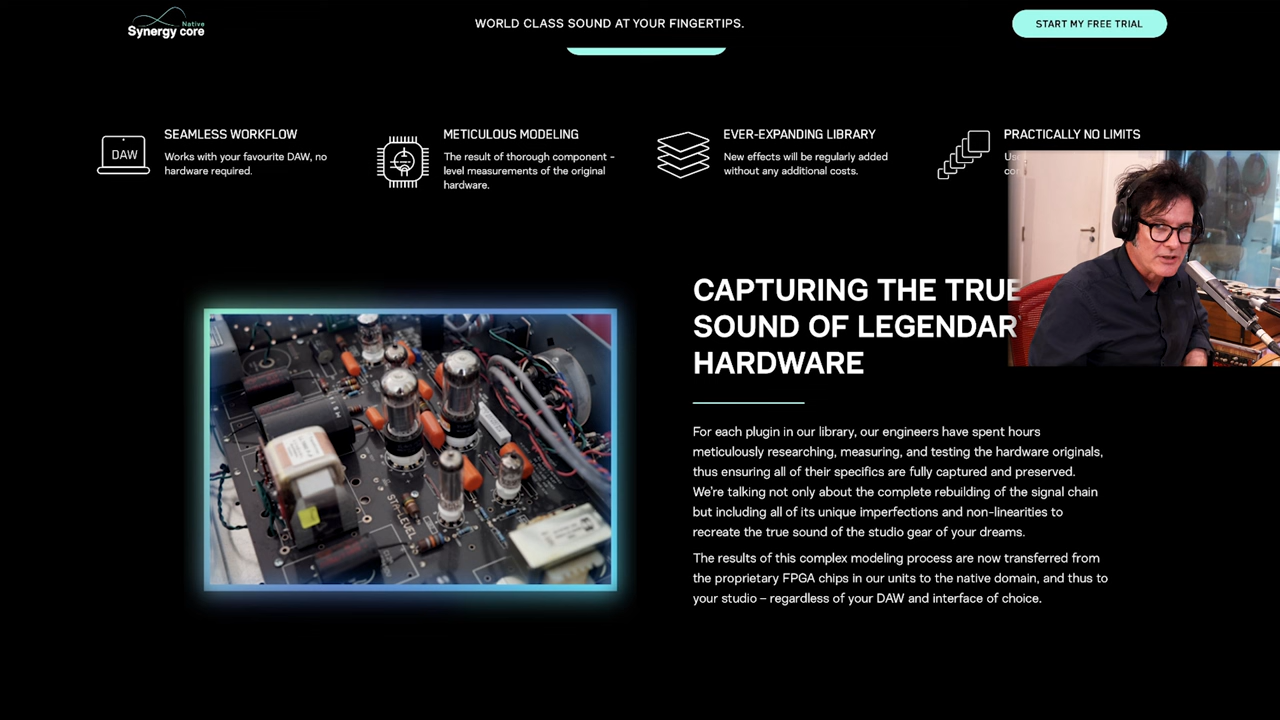 Native
Synergy core
WORLD CLASS SOUND AT YOUR FINGERTIPS.
START MY FREE TRIAL
DAW
SEAMLESS WORKFLOW
Works with your favourite DAW, no
hardware required.
METICULOUS MODELING
The result of thorough component -
level measurements of the original
hardware.
EVER-EXPANDING LIBRARY
New effects will be regularly added
without any additional costs.
PRACTICALLY NO LIMITS
CAPTURING THE TRUE
SOUND OF LEGENDAR
HARDWARE
For each plugin in our library, our engineers have spent hours
meticulously researching, measuring, and testing the hardware originals,
thus ensuring all of their specifics are fully captured and preserved.
We're talking not only about the complete rebuilding of the signal chain
but including all of its unique imperfections and non-linearities to
recreate the true sound of the studio gear of your dreams.
The results of this complex modeling process are now transferred from
the proprietary FPGA chips in our units to the native domain, and thus to
your studio – regardless of your DAW and interface of choice.